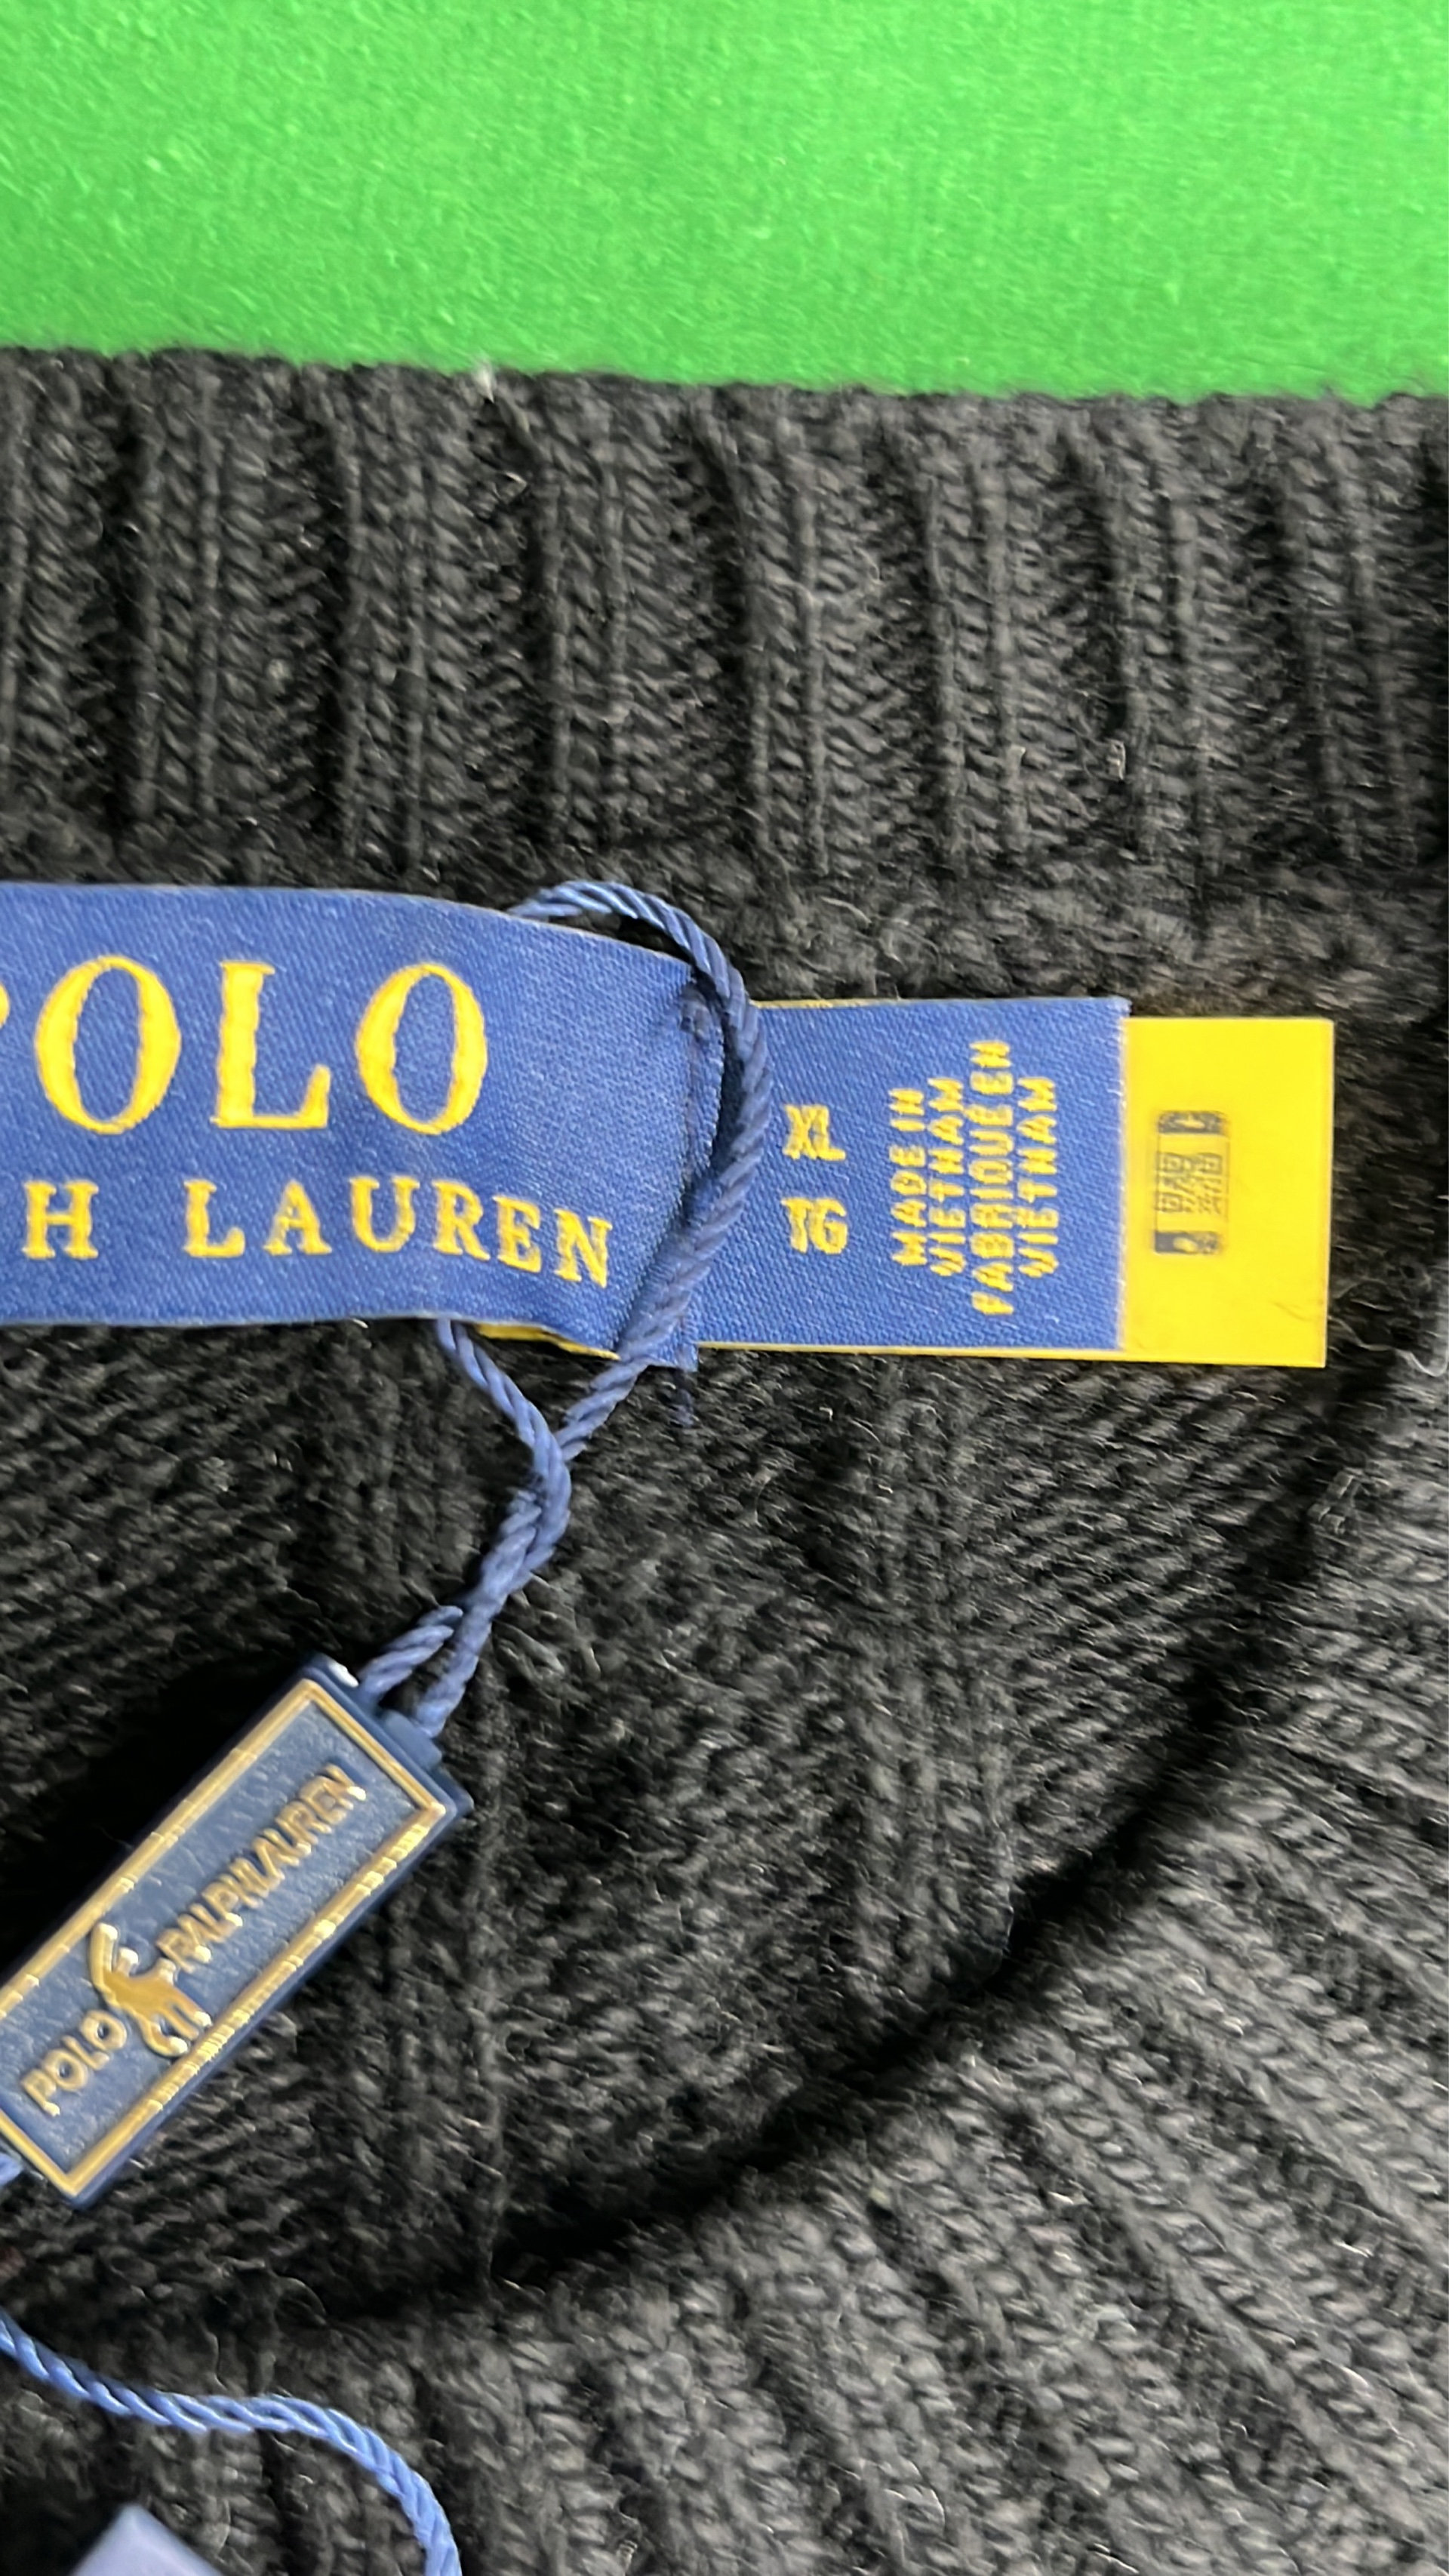 POLO
H LAUREN
XL
TG
MADE IN
VIETNAM
FABRIQUÉ EN
VIETNAM
POLO RALPH LAUREN